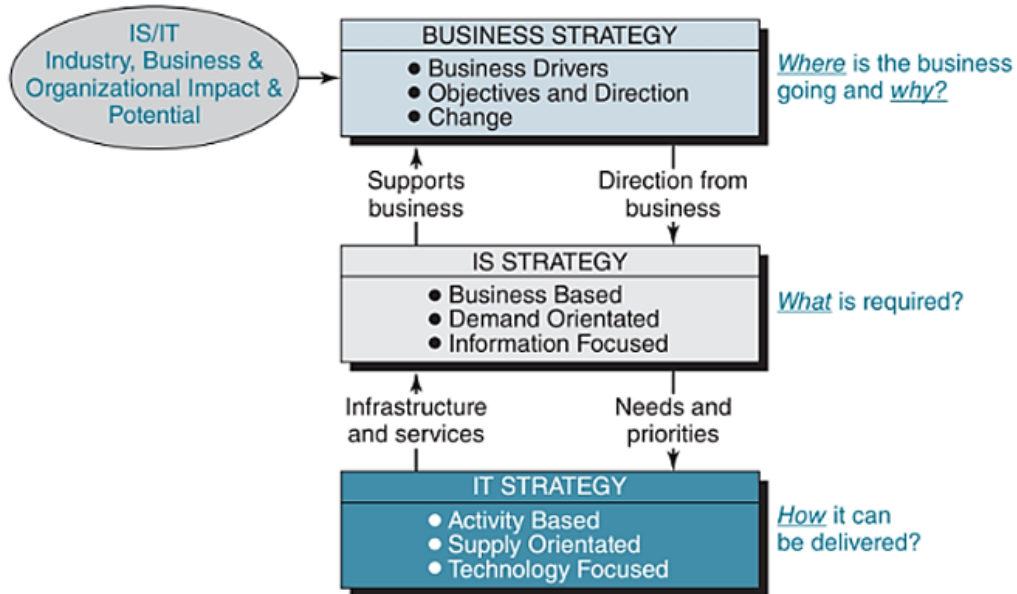 IS/IT
Industry, Business &
Organizational Impact &
Potential
BUSINESS STRATEGY
● Business Drivers
● Objectives and Direction
● Change
Where is the business
going and why?
Supports
business
Direction from
business
IS STRATEGY
● Business Based
● Demand Orientated
● Information Focused
What is required?
Infrastructure
and services
Needs and
priorities
IT STRATEGY
● Activity Based
● Supply Orientated
● Technology Focused
How it can
be delivered?